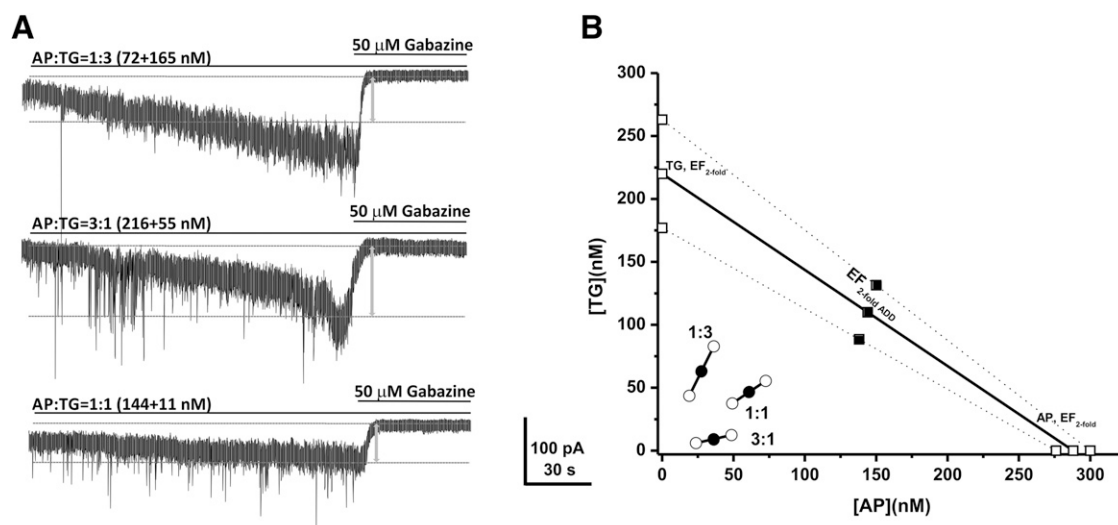 A
50 μM Gabazine
AP:TG=1:3 (72+165 nM)
50 μM Gabazine
AP:TG=3:1 (216+55 nM)
50 μM Gabazine
AP:TG=1:1 (144+11 nM)
100 pA
30 s
B
300
250
200
150
100
50
0
[TG](nM)
TG, EF2-fold
EF2-fold ADD
1:3
1:1
3:1
AP, EF2-fold
0
50
100
150
200
250
300
[AP](nM)